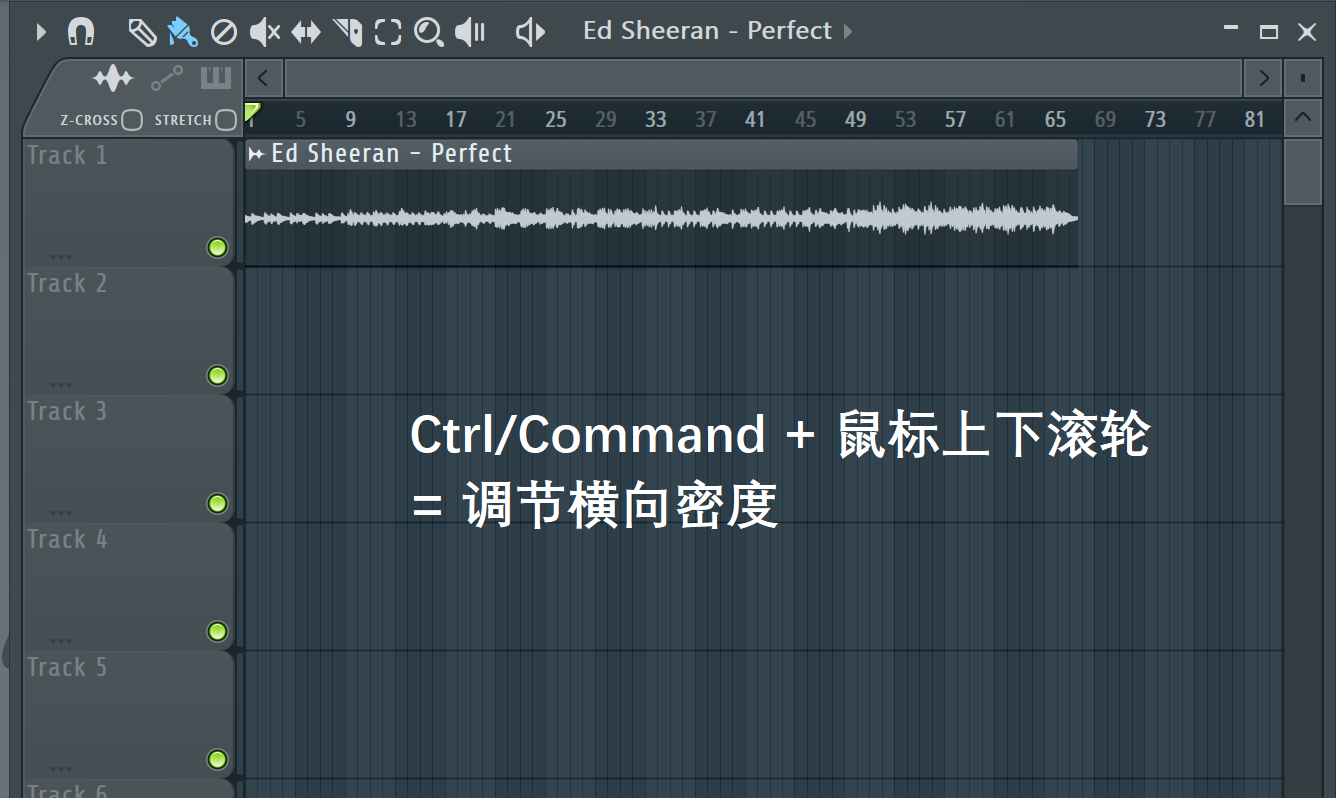 Ed Sheeran - Perfect
Z-CROSS STRETCH
1 5 9 13 17 21 25 29 33 37 41 45 49 53 57 61 65 69 73 77 81
Track 1
Ed Sheeran - Perfect
...
Track 2
...
Track 3
...
Ctrl/Command + 鼠标上下滚轮
= 调节横向密度
Track 4
...
Track 5
...
Track 6